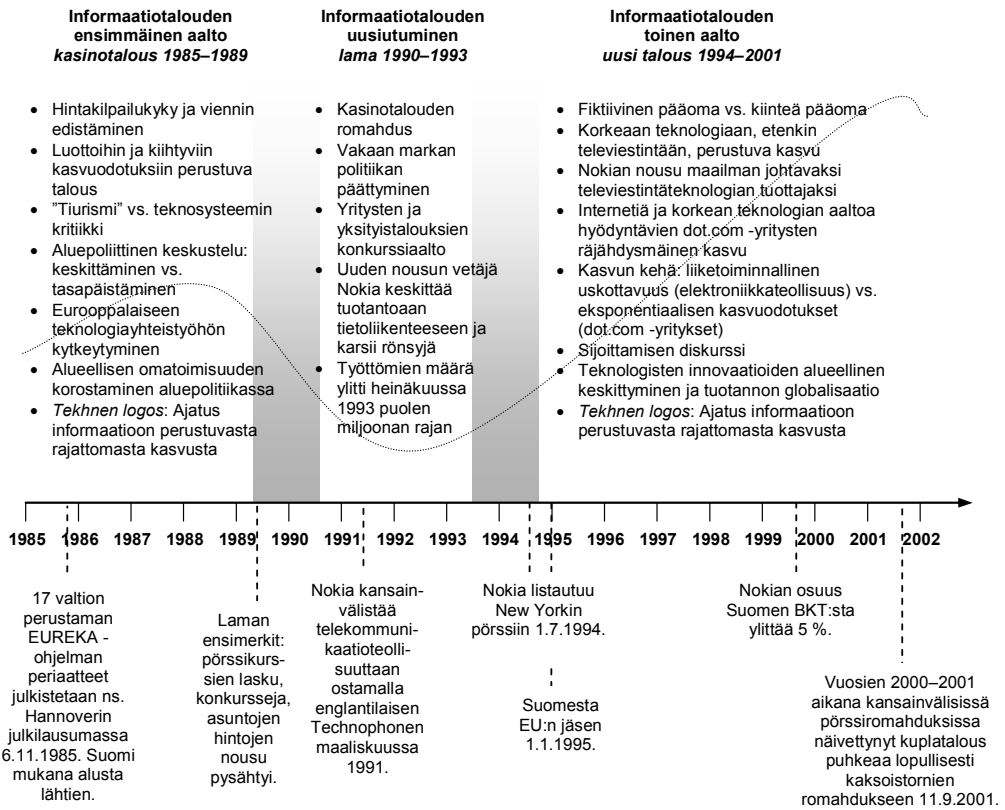 Informaatiotalouden
ensimmäinen aalto
kasinotalous 1985–1989
• Hintakilpailukyky ja viennin
edistäminen
• Luottoihin ja kiihtyviin
kasvuodotuksiin perustuva
talous
• ”Tiurismi” vs. teknosysteemin
kritiikki
• Aluepoliittinen keskustelu:
keskittäminen vs.
tasapäistäminen
• Eurooppalaiseen
teknologiayhteistyöhön
kytkeytyminen
• Alueellisen omatoimisuuden
korostaminen aluepolitiikassa
• Tekhnen logos: Ajatus
informaatioon perustuvasta
rajattomasta kasvusta
Informaatiotalouden
uusiutuminen
lama 1990–1993
• Kasinotalouden
romahdus
• Vakaan markan
politiikan
päättyminen
• Yritysten ja
yksityistalouksien
konkurssiaalto
• Uuden nousun vetäjä
Nokia keskittää
tuotantoaan
tietoliikenteeseen ja
karsii rönsyjä
• Työttömien määrä
ylitti heinäkuussa
1993 puolen
miljoonan rajan
Informaatiotalouden
toinen aalto
uusi talous 1994–2001
• Fiktiivinen pääoma vs. kiinteä pääoma
• Korkeaan teknologiaan, etenkin
televiestintään, perustuva kasvu
• Nokian nousu maailman johtavaksi
televiestintäteknologian tuottajaksi
• Internetiä ja korkean teknologian aaltoa
hyödyntävien dot.com -yritysten
räjähdysmäinen kasvu
• Kasvun kehä: liiketoiminnallinen
uskottavuus (elektroniikkateollisuus) vs.
eksponentiaalisen kasvuodotukset
(dot.com -yritykset)
• Sijoittamisen diskurssi
• Teknologisten innovaatioiden alueellinen
keskittyminen ja tuotannon globalisaatio
• Tekhnen logos: Ajatus informaatioon
perustuvasta rajattomasta kasvusta
1985 1986 1987 1988 1989 1990 1991 1992 1993 1994 1995 1996 1997 1998 1999 2000 2001 2002
17 valtion
perustaman
EUREKA -
ohjelman
periaatteet
julkistetaan ns.
Hannoverin
julkilausumassa
6.11.1985. Suomi
mukana alusta
lähtien.
Laman
ensimerkit:
pörssikurs-
sien lasku,
konkursseja,
asuntojen
hintojen
nousu
pysähtyi.
Nokia kansain-
välistää
telekommuni-
kaatioteolli-
suuttaan
ostamalla
englantilaisen
Technophonen
maaliskuussa
1991.
Nokia listautuu
New Yorkin
pörssiin 1.7.1994.
Suomesta
EU:n jäsen
1.1.1995.
Nokian osuus
Suomen BKT:sta
ylittää 5 %.
Vuosien 2000–2001
aikana kansainvälisissä
pörssiromahduksissa
näivettynyt kuplatalous
puhkeaa lopullisesti
kaksoistornien
romahdukseen 11.9.2001.